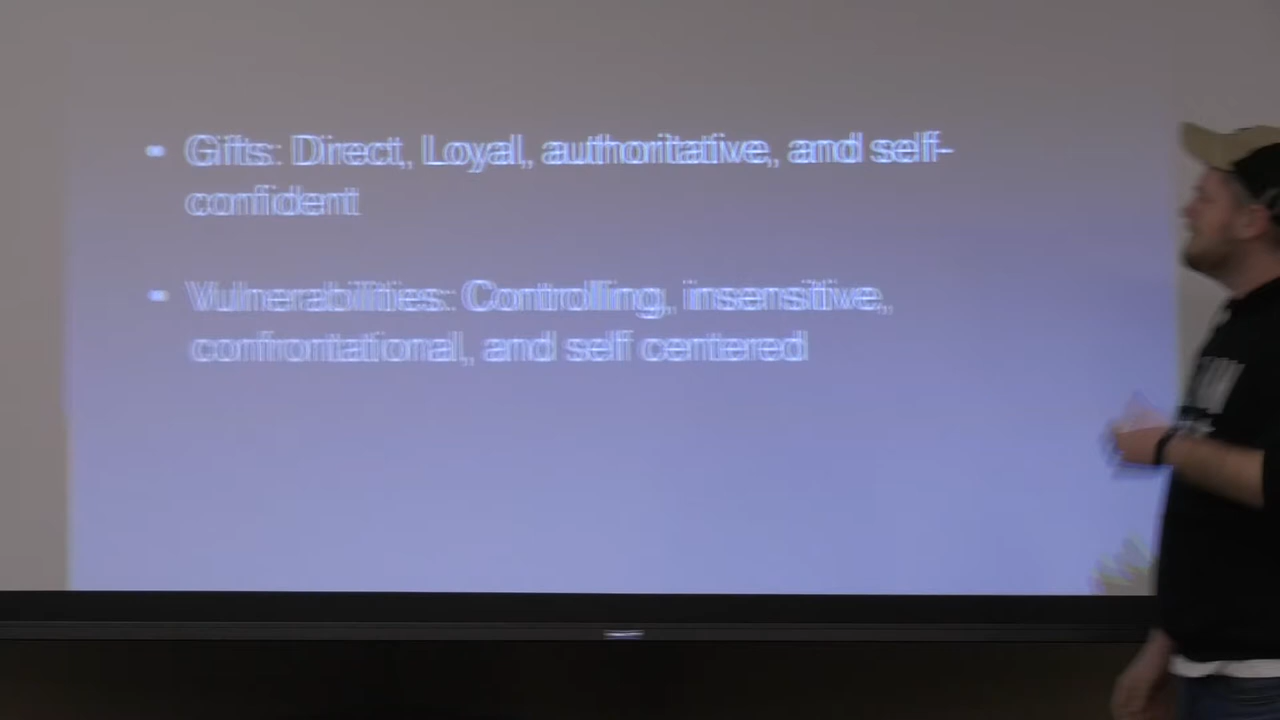 • Gifts: Direct, Loyal, authoritative, and self-
confident
• Vulnerabilities: Controlling, insensitive,
confrontational, and self centered